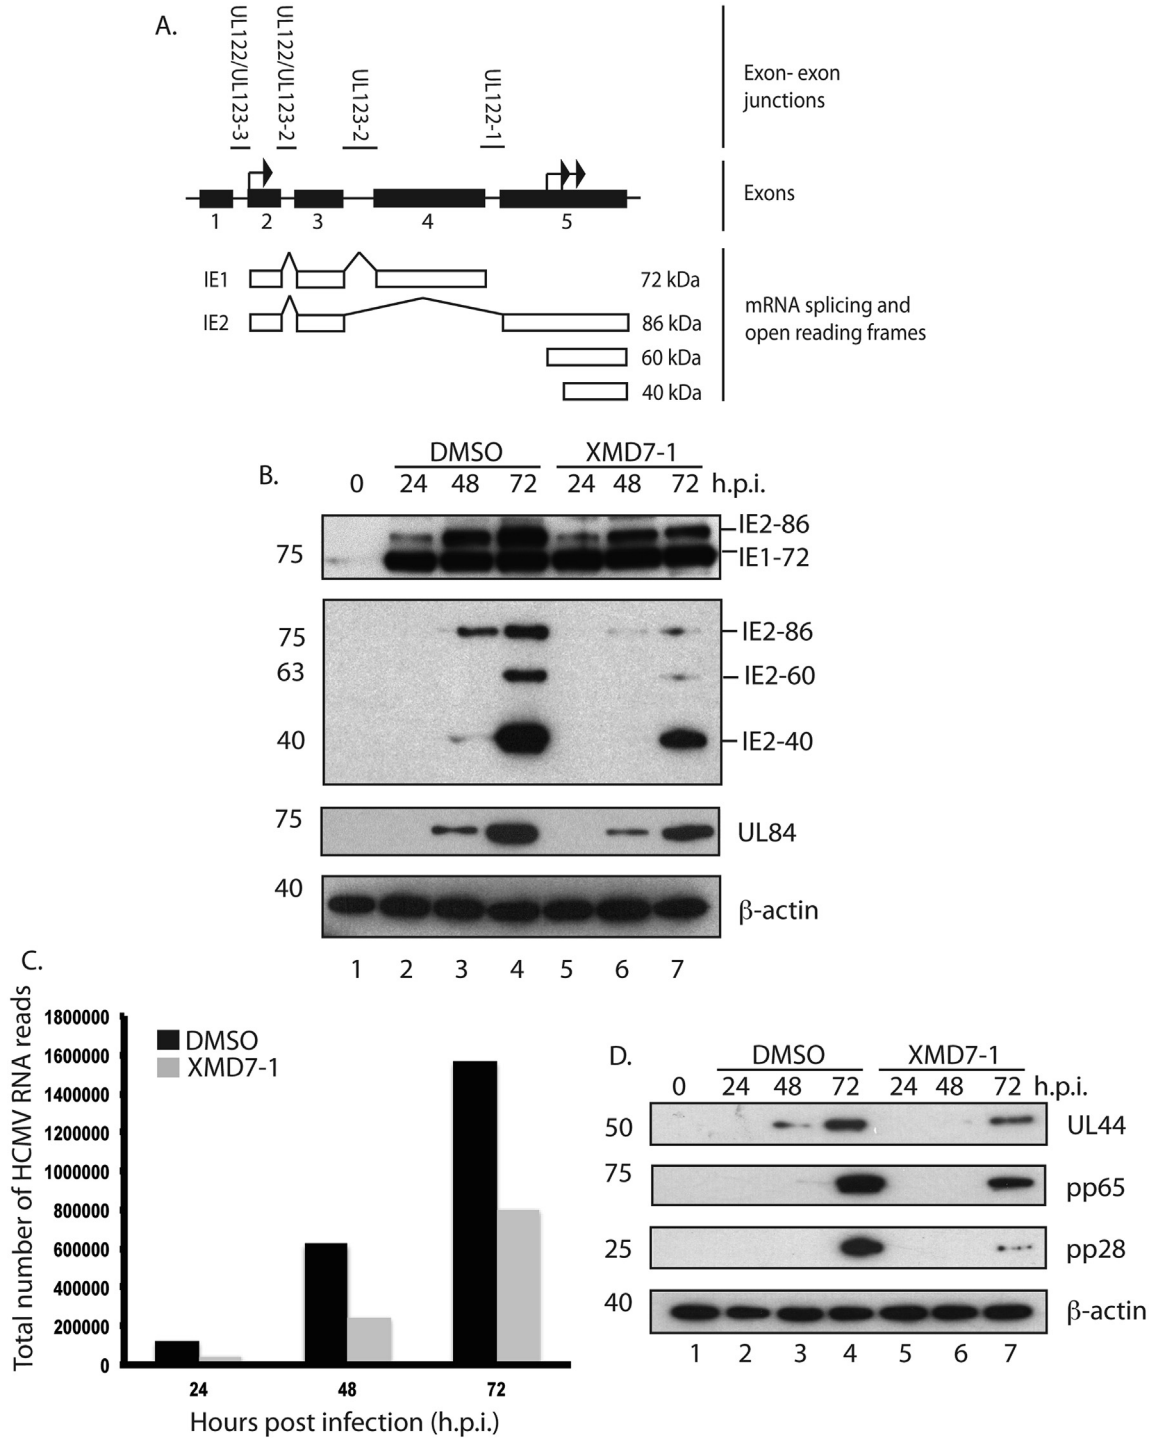 A.
UL122/UL123-3
UL122/UL123-2
UL123-2
UL122-1
Exon- exon
junctions
Exons
1 2 3 4 5
IE1 72 kDa
IE2 86 kDa
60 kDa
40 kDa
mRNA splicing and
open reading frames
B.
DMSO XMD7-1
0 24 48 72 24 48 72 h.p.i.
IE2-86
75 IE1-72
75 IE2-86
63 IE2-60
40 IE2-40
75 UL84
40 β-actin
1 2 3 4 5 6 7
C.
Total number of HCMV RNA reads
1800000
1600000
1400000
1200000
1000000
800000
600000
400000
200000
0
DMSO
XMD7-1
24 48 72
Hours post infection (h.p.i.)
D.
DMSO XMD7-1
0 24 48 72 24 48 72 h.p.i.
50 UL44
75 pp65
25 pp28
40 β-actin
1 2 3 4 5 6 7